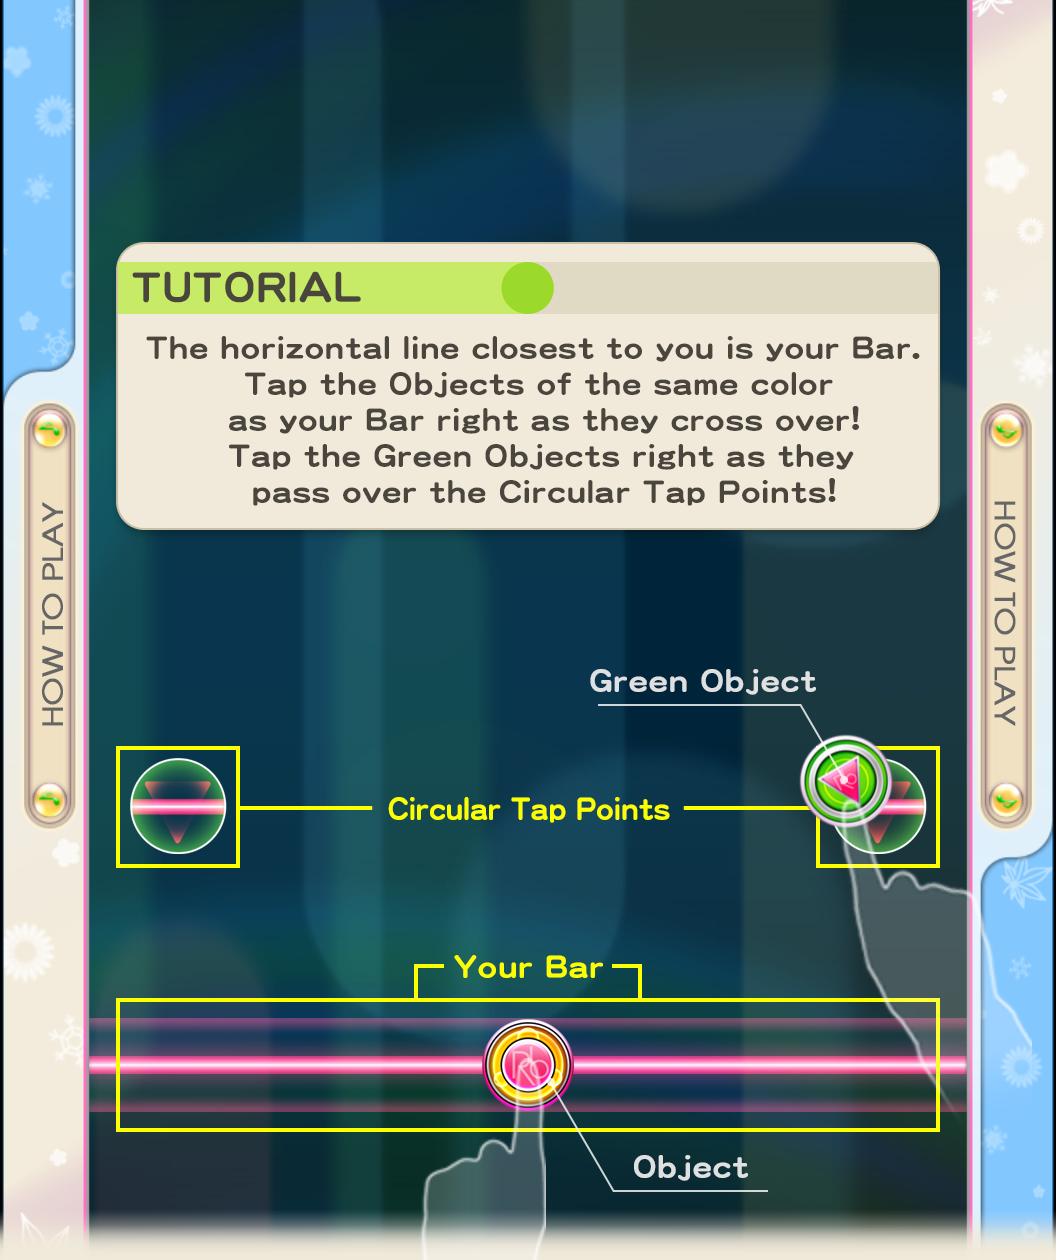 TUTORIAL
The horizontal line closest to you is your Bar.
Tap the Objects of the same color
as your Bar right as they cross over!
Tap the Green Objects right as they
pass over the Circular Tap Points!
HOW TO PLAY
HOW TO PLAY
Green Object
Circular Tap Points
Your Bar
Object